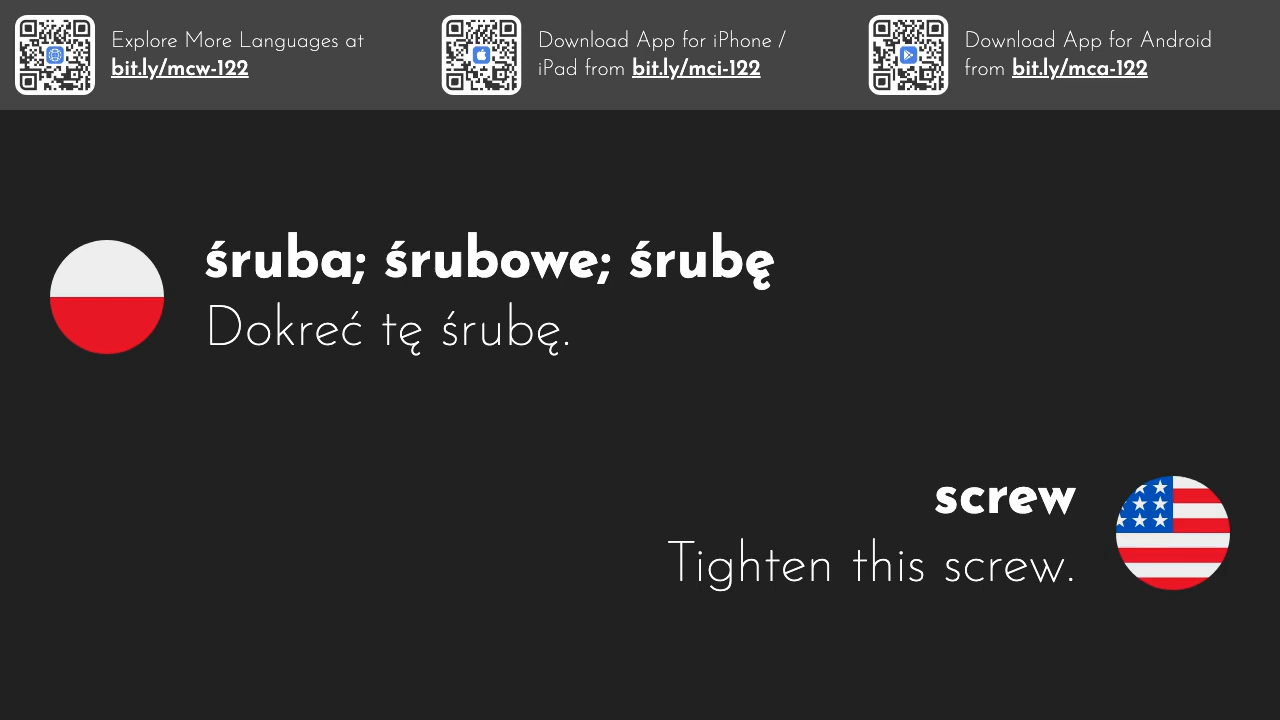 Explore More Languages at
bit.ly/mcw-122
Download App for iPhone /
iPad from bit.ly/mci-122
Download App for Android
from bit.ly/mca-122
śruba; śrubowe; śrubę
Dokreć tę śrubę.
screw
Tighten this screw.